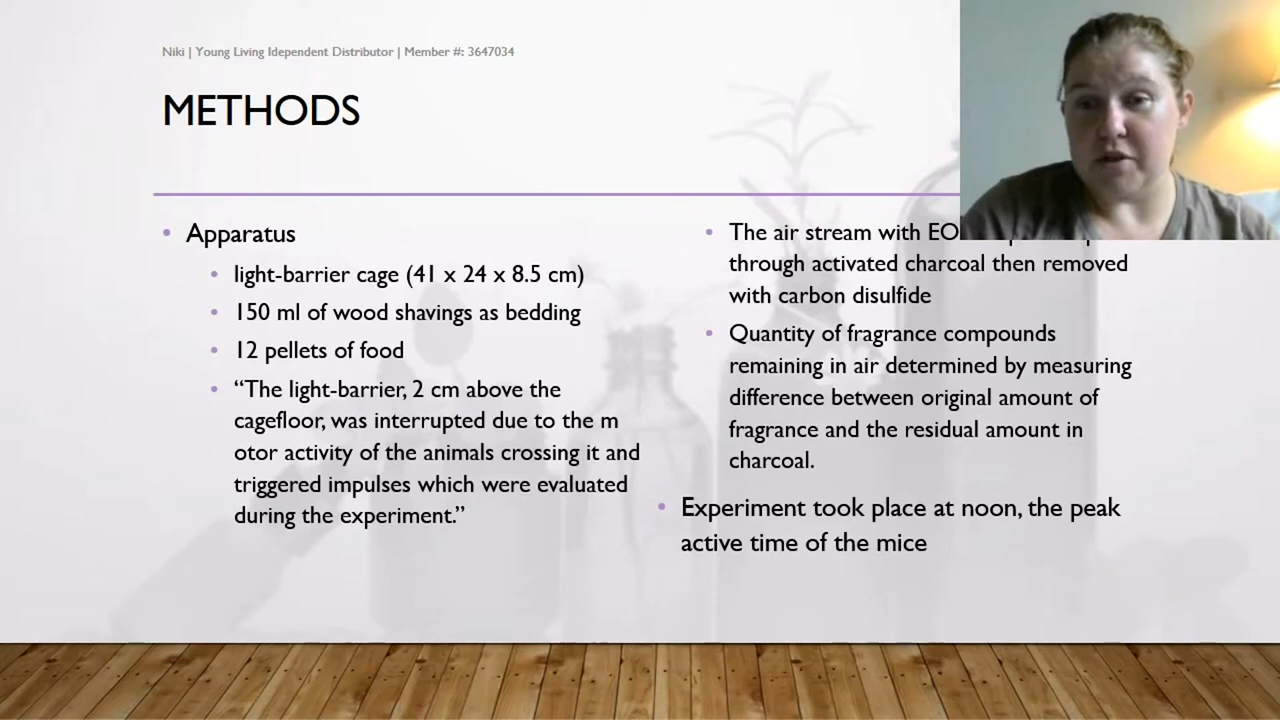 Niki | Young Living Idependent Distributor | Member #: 3647034
METHODS
• Apparatus
• light-barrier cage (41 x 24 x 8.5 cm)
• 150 ml of wood shavings as bedding
• 12 pellets of food
• “The light-barrier, 2 cm above the
cagefloor, was interrupted due to the m
otor activity of the animals crossing it and
triggered impulses which were evaluated
during the experiment.”
• The air stream with EO
through activated charcoal then removed
with carbon disulfide
• Quantity of fragrance compounds
remaining in air determined by measuring
difference between original amount of
fragrance and the residual amount in
charcoal.
• Experiment took place at noon, the peak
active time of the mice